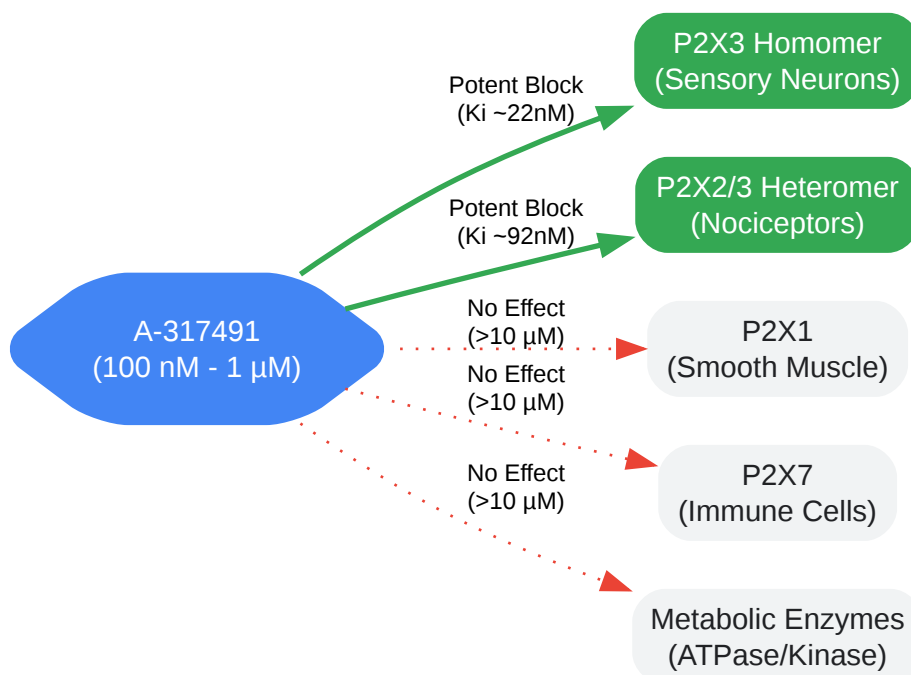 P2X3 Homomer
(Sensory Neurons)
Potent Block
(Ki ~22nM)
P2X2/3 Heteromer
(Nociceptors)
Potent Block
(Ki ~92nM)
A-317491
(100 nM - 1 µM)
No Effect
(>10 µM)
P2X1
(Smooth Muscle)
No Effect
(>10 µM)
P2X7
(Immune Cells)
No Effect
(>10 µM)
Metabolic Enzymes
(ATPase/Kinase)